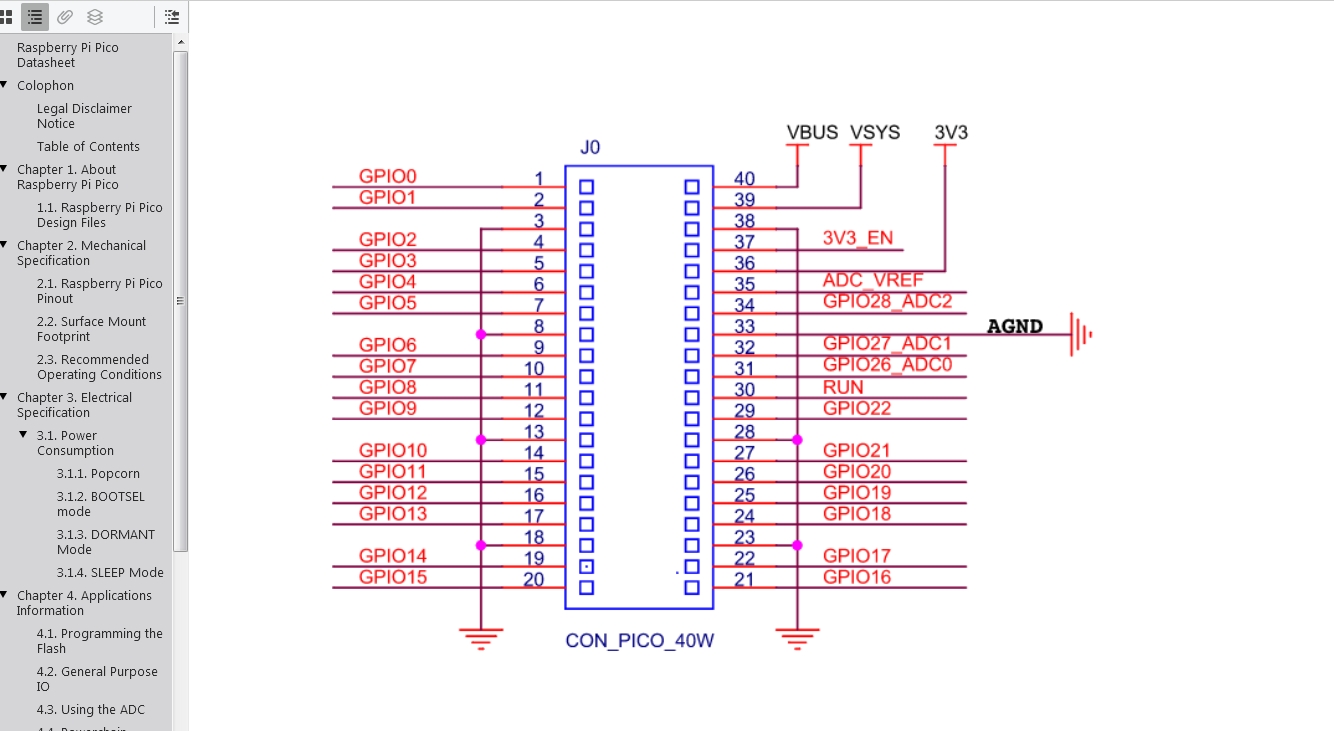 Raspberry Pi Pico
Datasheet
Colophon
Legal Disclaimer
Notice
Table of Contents
Chapter 1. About
Raspberry Pi Pico
1.1. Raspberry Pi Pico
Design Files
Chapter 2. Mechanical
Specification
2.1. Raspberry Pi Pico
Pinout
2.2. Surface Mount
Footprint
2.3. Recommended
Operating Conditions
Chapter 3. Electrical
Specification
3.1. Power
Consumption
3.1.1. Popcorn
3.1.2. BOOTSEL
mode
3.1.3. DORMANT
Mode
3.1.4. SLEEP Mode
Chapter 4. Applications
Information
4.1. Programming the
Flash
4.2. General Purpose
IO
4.3. Using the ADC
VBUS VSYS 3V3
J0
GPIO0 1 40
GPIO1 2 39
3 38
GPIO2 4 37 3V3_EN
GPIO3 5 36
GPIO4 6 35 ADC_VREF
GPIO5 7 34 GPIO28_ADC2
8 33 AGND
GPIO6 9 32 GPIO27_ADC1
GPIO7 10 31 GPIO26_ADC0
GPIO8 11 30 RUN
GPIO9 12 29 GPIO22
13 28
GPIO10 14 27 GPIO21
GPIO11 15 26 GPIO20
GPIO12 16 25 GPIO19
GPIO13 17 24 GPIO18
18 23
GPIO14 19 22 GPIO17
GPIO15 20 21 GPIO16
CON_PICO_40W